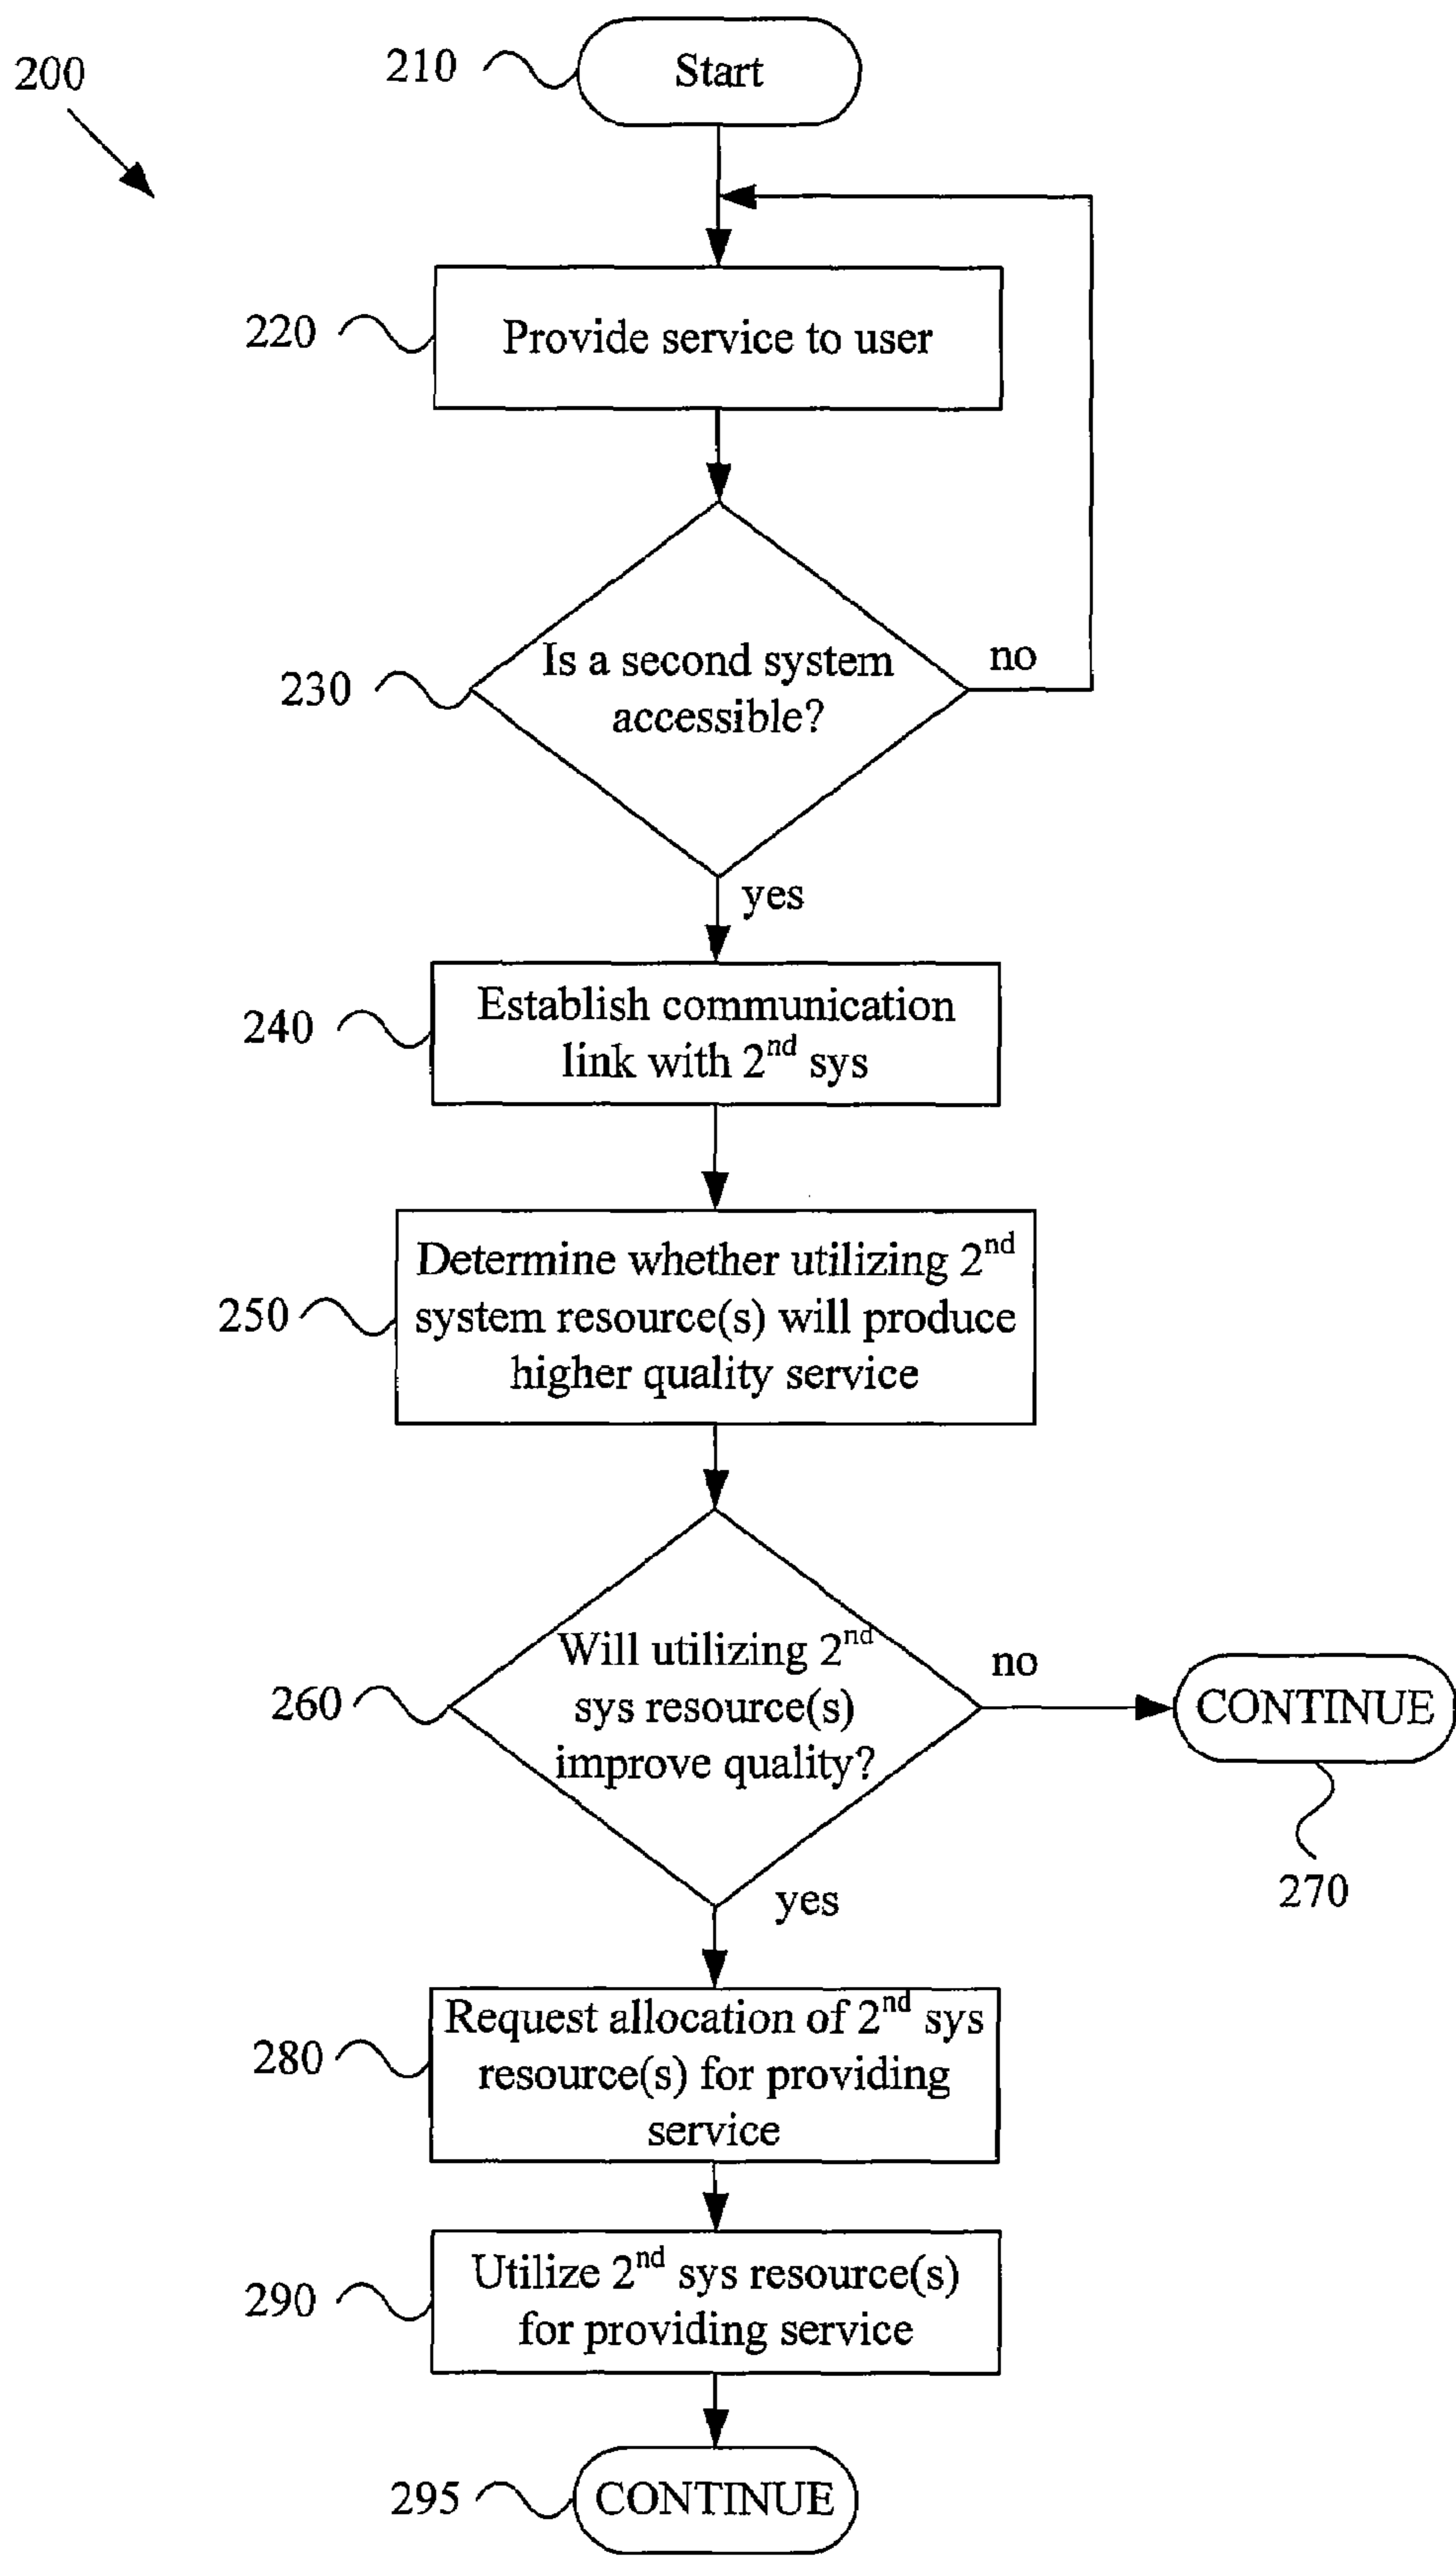 200
210
Start
220
Provide service to user
230
Is a second system
accessible?
no
yes
240
Establish communication
link with 2nd sys
250
Determine whether utilizing 2nd
system resource(s) will produce
higher quality service
260
Will utilizing 2nd
sys resource(s)
improve quality?
no
CONTINUE
270
yes
280
Request allocation of 2nd sys
resource(s) for providing
service
290
Utilize 2nd sys resource(s)
for providing service
295
CONTINUE